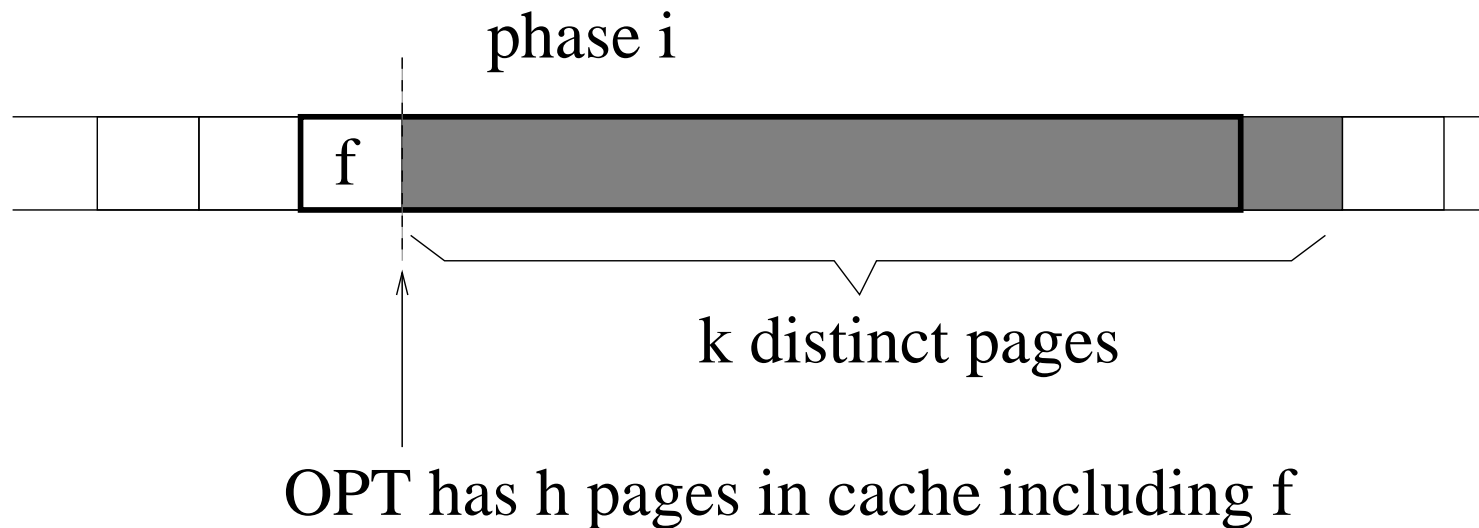 phase i
f
k distinct pages
OPT has h pages in cache including f